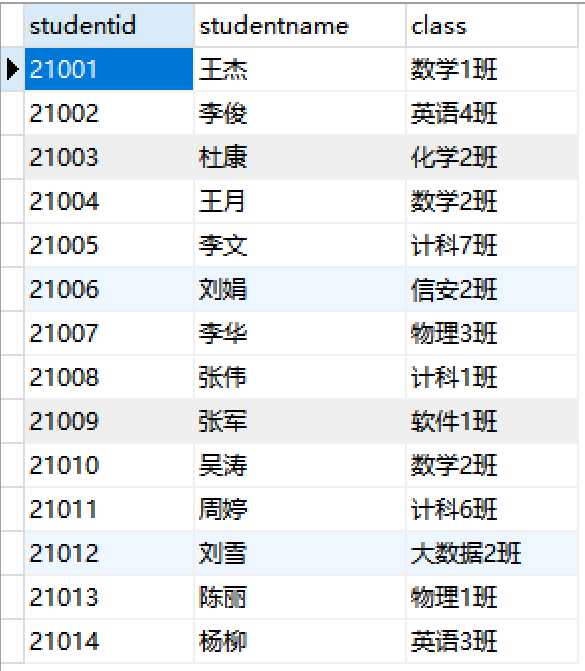 studentid studentname class
21001 王杰 数学1班
21002 李俊 英语4班
21003 杜康 化学2班
21004 王月 数学2班
21005 李文 计科7班
21006 刘娟 信安2班
21007 李华 物理3班
21008 张伟 计科1班
21009 张军 软件1班
21010 吴涛 数学2班
21011 周婷 计科6班
21012 刘雪 大数据2班
21013 陈丽 物理1班
21014 杨柳 英语3班